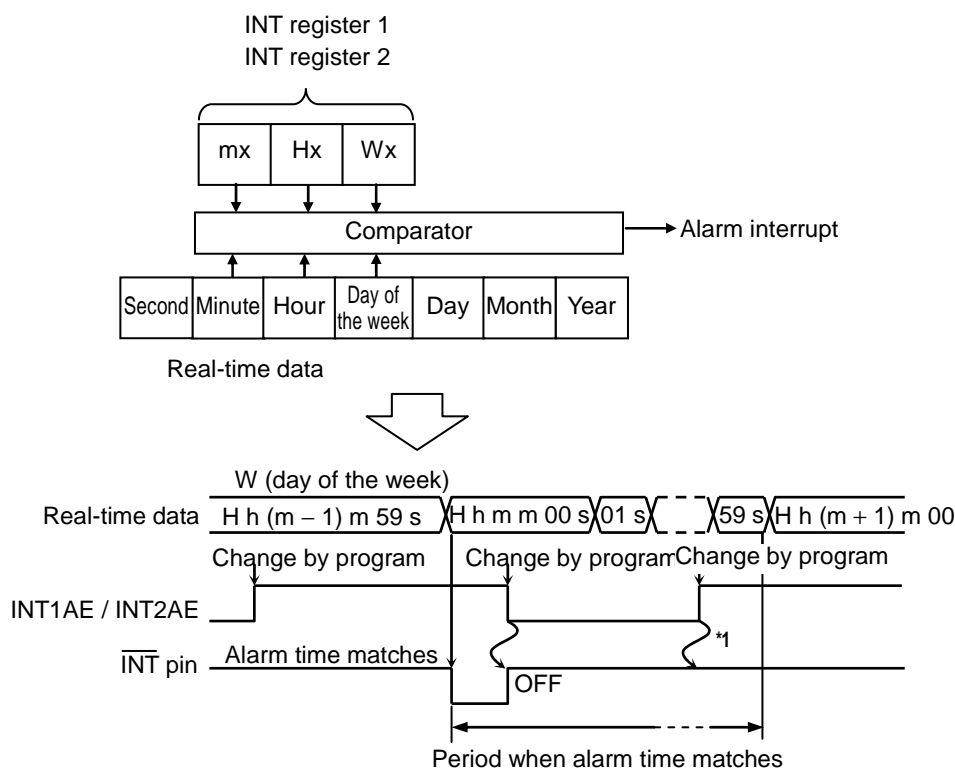 INT register 1
INT register 2
mx Hx Wx
Comparator
Alarm interrupt
Second Minute Hour Day of the week Day Month Year
Real-time data
W (day of the week)
Real-time data H h (m − 1) m 59 s H h m m 00 s 01 s 59 s H h (m + 1) m 00
Change by program Change by program Change by program
INT1AE / INT2AE
*1
INT pin Alarm time matches
OFF
Period when alarm time matches